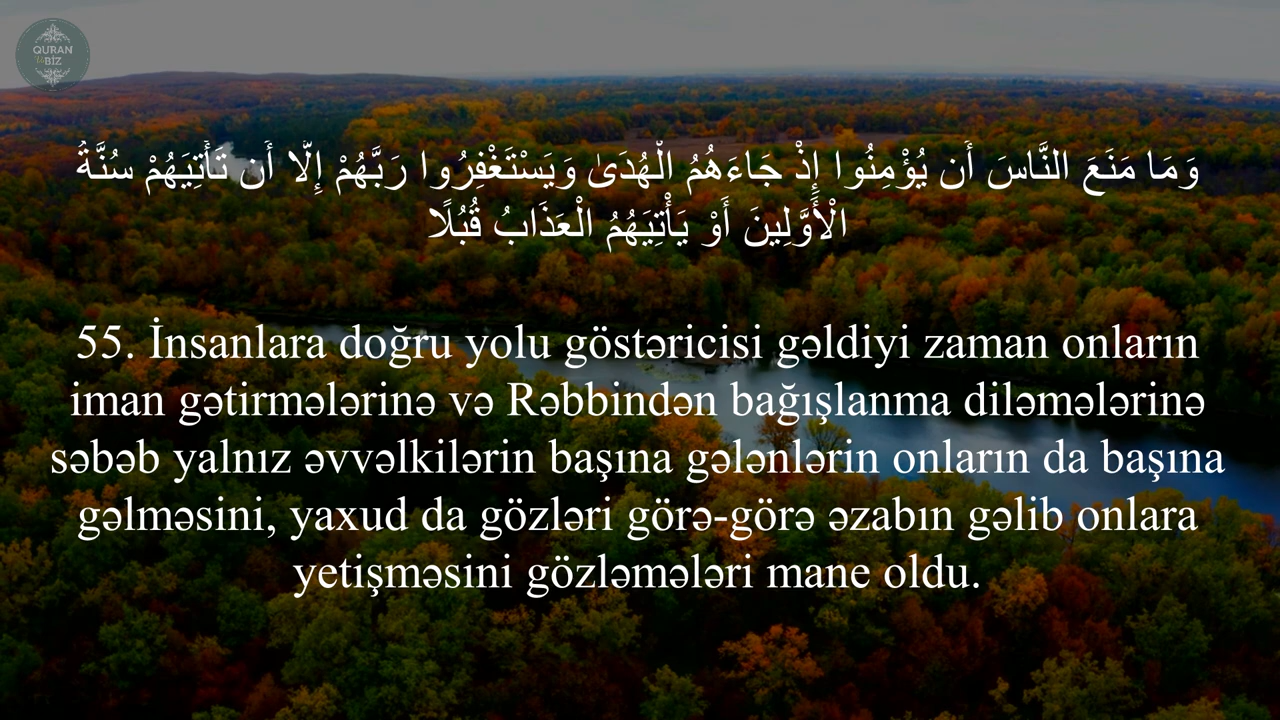 QURAN
Və BİZ
وَمَا مَنَعَ النَّاسَ أَن يُؤْمِنُوا إِذْ جَاءَهُمُ الْهُدَىٰ وَيَسْتَغْفِرُوا رَبَّهُمْ إِلَّا أَن تَأْتِيَهُمْ سُنَّةُ
الْأَوَّلِينَ أَوْ يَأْتِيَهُمُ الْعَذَابُ قُبُلًا
55. İnsanlara doğru yolu göstəricisi gəldiyi zaman onların
iman gətirmələrinə və Rəbbindən bağışlanma diləmələrinə
səbəb yalnız əvvəlkilərin başına gələnlərin onların da başına
gəlməsini, yaxud da gözləri görə-görə əzabın gəlib onlara
yetişməsini gözləmələri mane oldu.